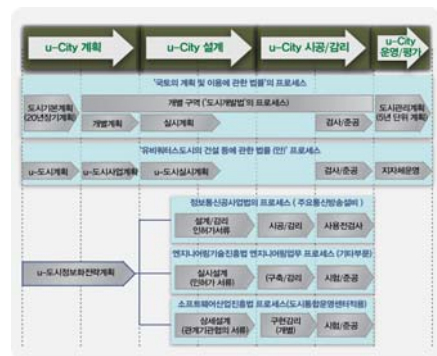 u-City 계획
u-City 설계
u-City 시공/감리
u-City 운영/평가
'국토의 계획 및 이용에 관한 법률'의 프로세스
도시기본계획 (20년장기계획)
개별 구역 ('도시개발법'의 프로세스)
도시관리계획 (5년 단위 계획)
개별계획
실시계획
검사/준공
'유비쿼터스도시의 건설 등에 관한 법률 (안)' 프로세스
u-도시계획
u-도시사업계획
u-도시실시계획
검사/준공
지자체운영
정보통신공사업법의 프로세스 ( 주요통신방송설비 )
설계/감리 인허가서류
시공/감리
사용전검사
u-도시정보화전략계획
엔지니어링기술진흥법 엔지니어링업무 프로세스 (기타부문)
실시설계 (인허가 서류)
(구축/감리
시험/준공
소프트웨어산업진흥법 프로세스(도시통합운영센터적용)
상세설계 (관계기관협의 서류)
구현감리 (개별)
시험/준공